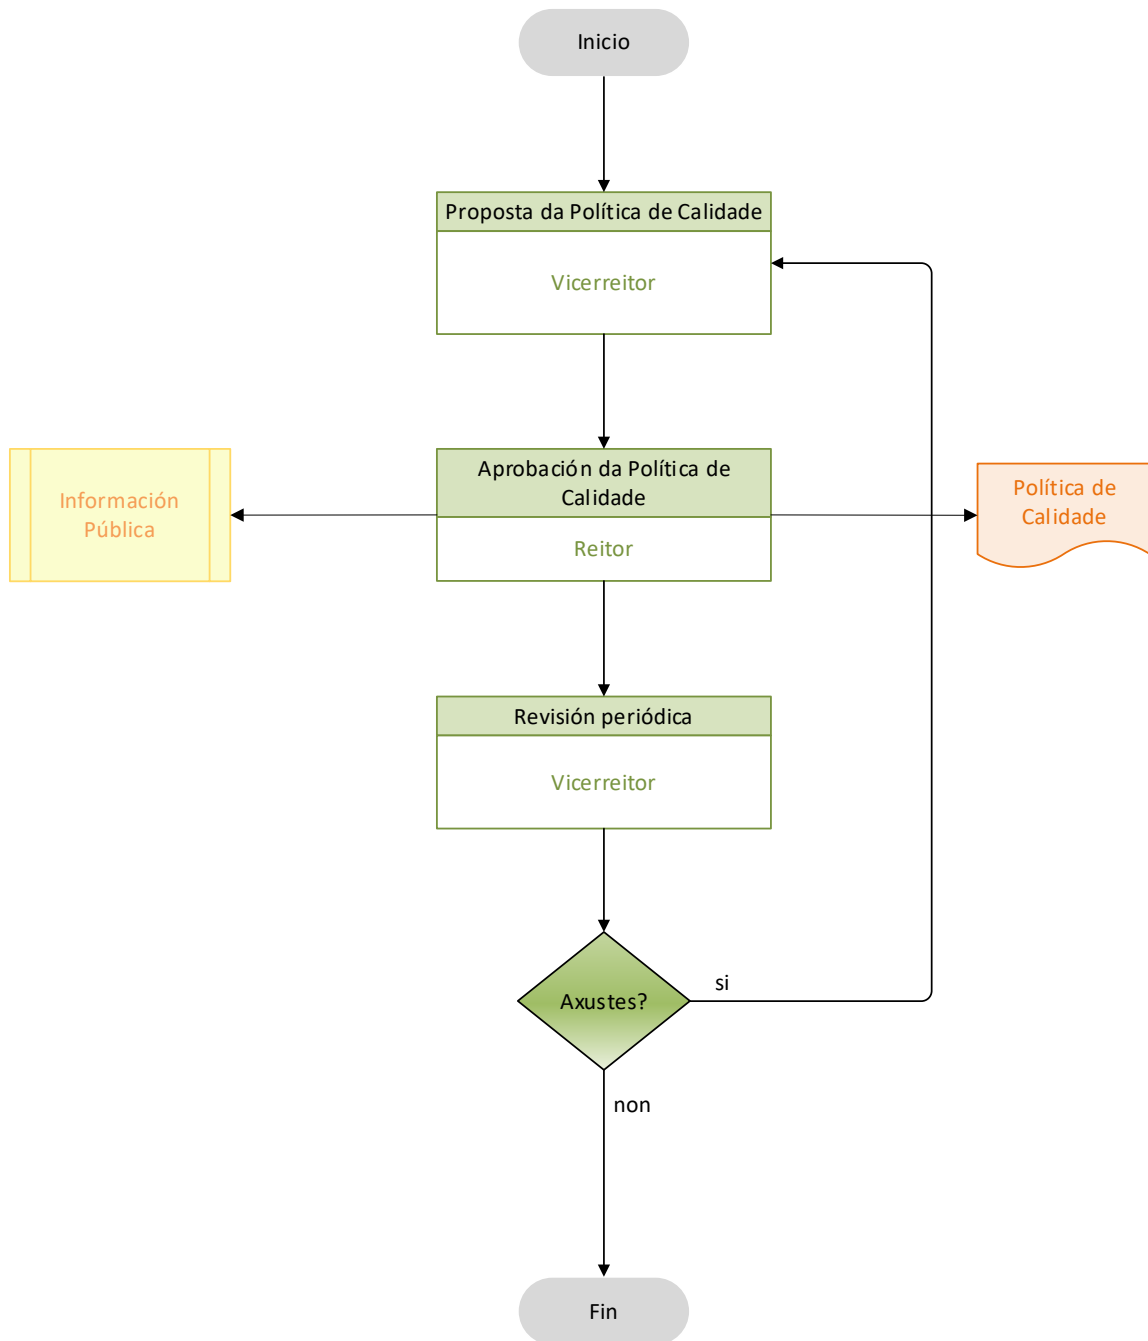 Inicio
Proposta da Política de Calidade
Vicerreitor
Información
Pública
Aprobación da Política de
Calidade
Reitor
Política de
Calidade
Revisión periódica
Vicerreitor
Axustes?
si
non
Fin